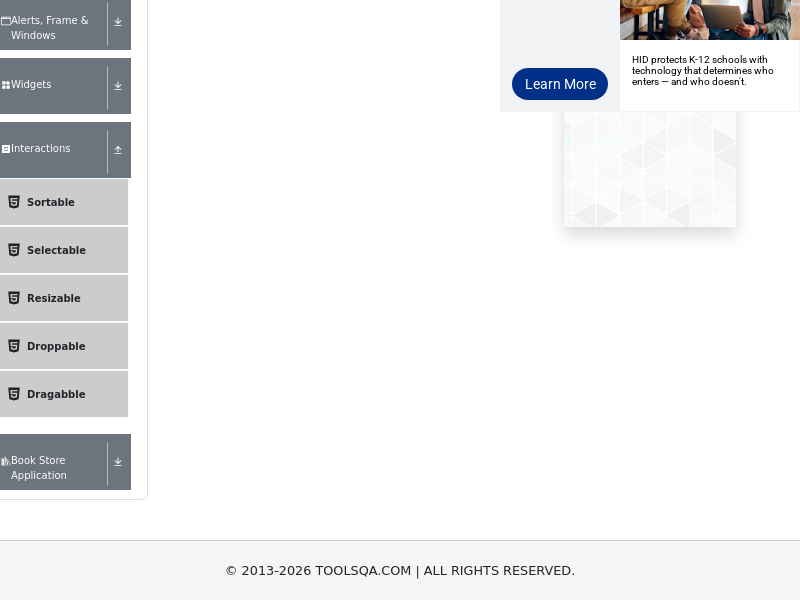 Alerts, Frame &
Windows
Widgets
Interactions
Sortable
Selectable
Resizable
Droppable
Dragabble
Book Store
Application
Learn More
HID protects K-12 schools with
technology that determines who
enters — and who doesn't.
© 2013-2026 TOOLSQA.COM | ALL RIGHTS RESERVED.